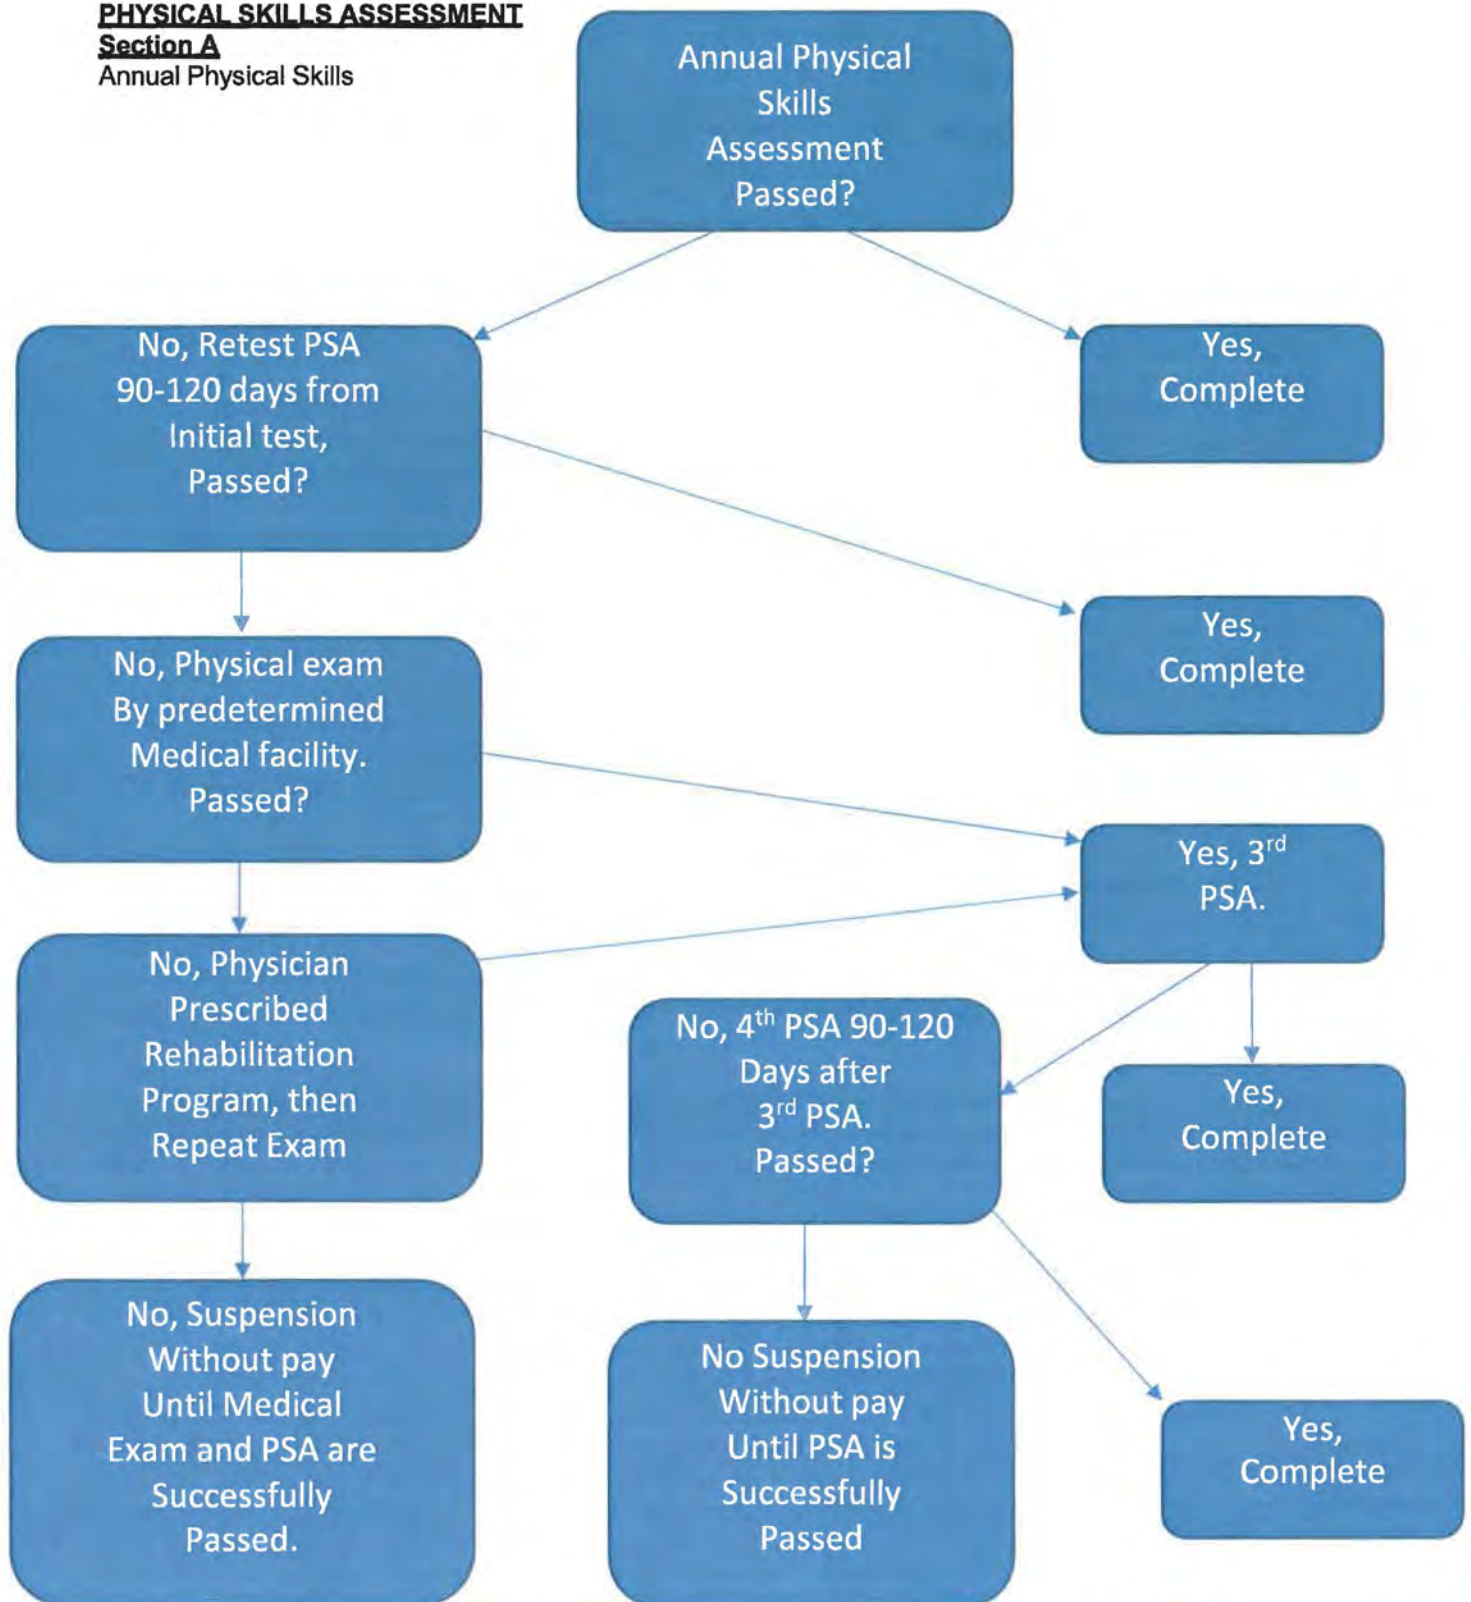 PHYSICAL SKILLS ASSESSMENT
Section A
Annual Physical Skills
Annual Physical
Skills
Assessment
Passed?
No, Retest PSA
90-120 days from
Initial test,
Passed?
Yes,
Complete
Yes,
Complete
No, Physical exam
By predetermined
Medical facility.
Passed?
Yes, 3rd
PSA.
No, Physician
Prescribed
Rehabilitation
Program, then
Repeat Exam
No, 4th PSA 90-120
Days after
3rd PSA.
Passed?
Yes,
Complete
No, Suspension
Without pay
Until Medical
Exam and PSA are
Successfully
Passed.
No Suspension
Without pay
Until PSA is
Successfully
Passed
Yes,
Complete